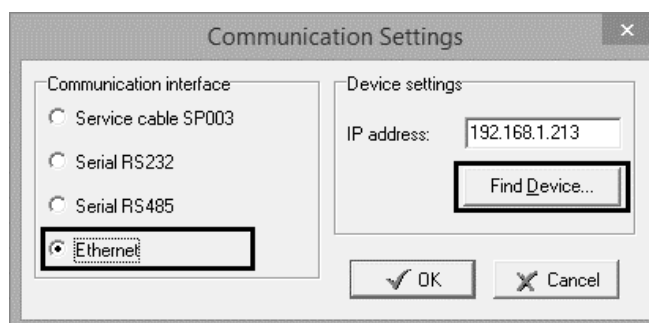 Communication Settings
Communication interface
Service cable SP003
Serial RS232
Serial RS485
Ethernet
Device settings
IP address: 192.168.1.213
Find Device...
OK
Cancel